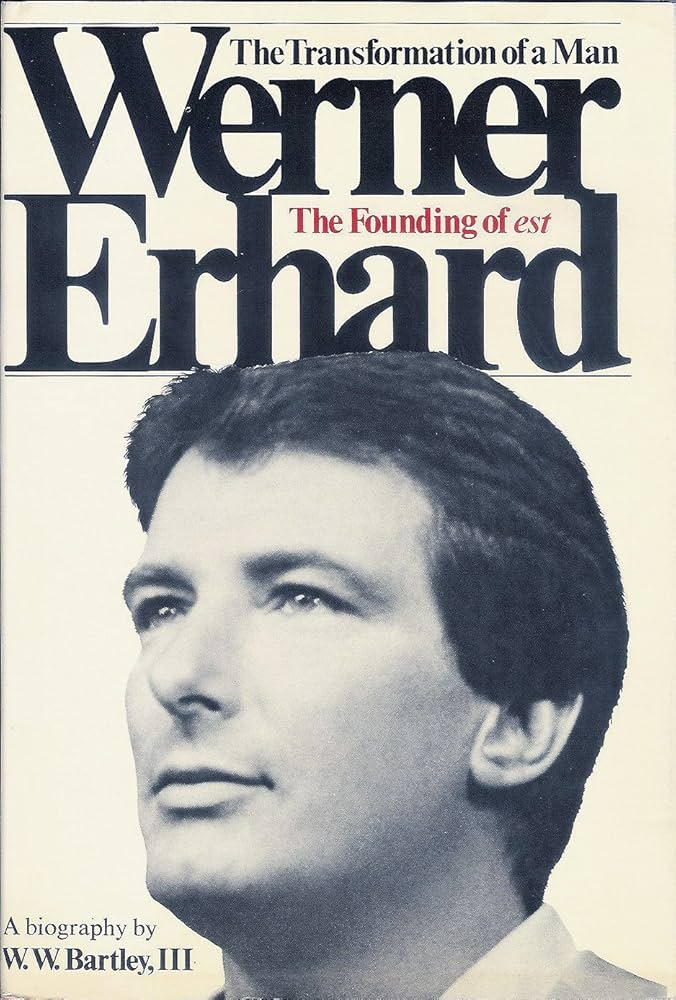 The Transformation of a Man
Werner
The Founding of est
Erhard
A biography by
W. W. Bartley, III